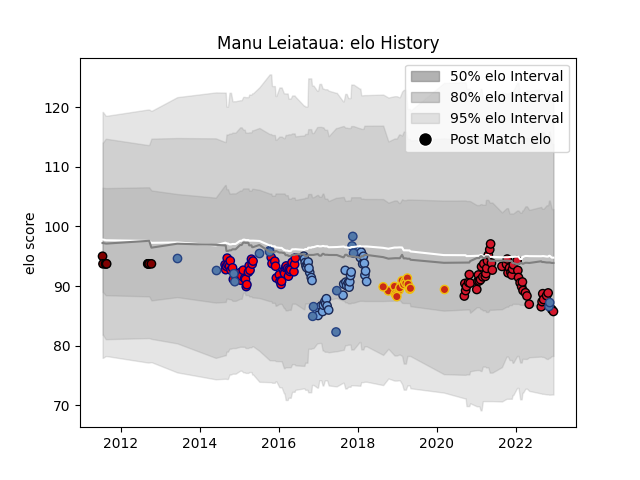 Manu Leiataua: elo History
50% elo Interval
80% elo Interval
95% elo Interval
Post Match elo
elo score
120
110
100
90
80
70
2012 2014 2016 2018 2020 2022